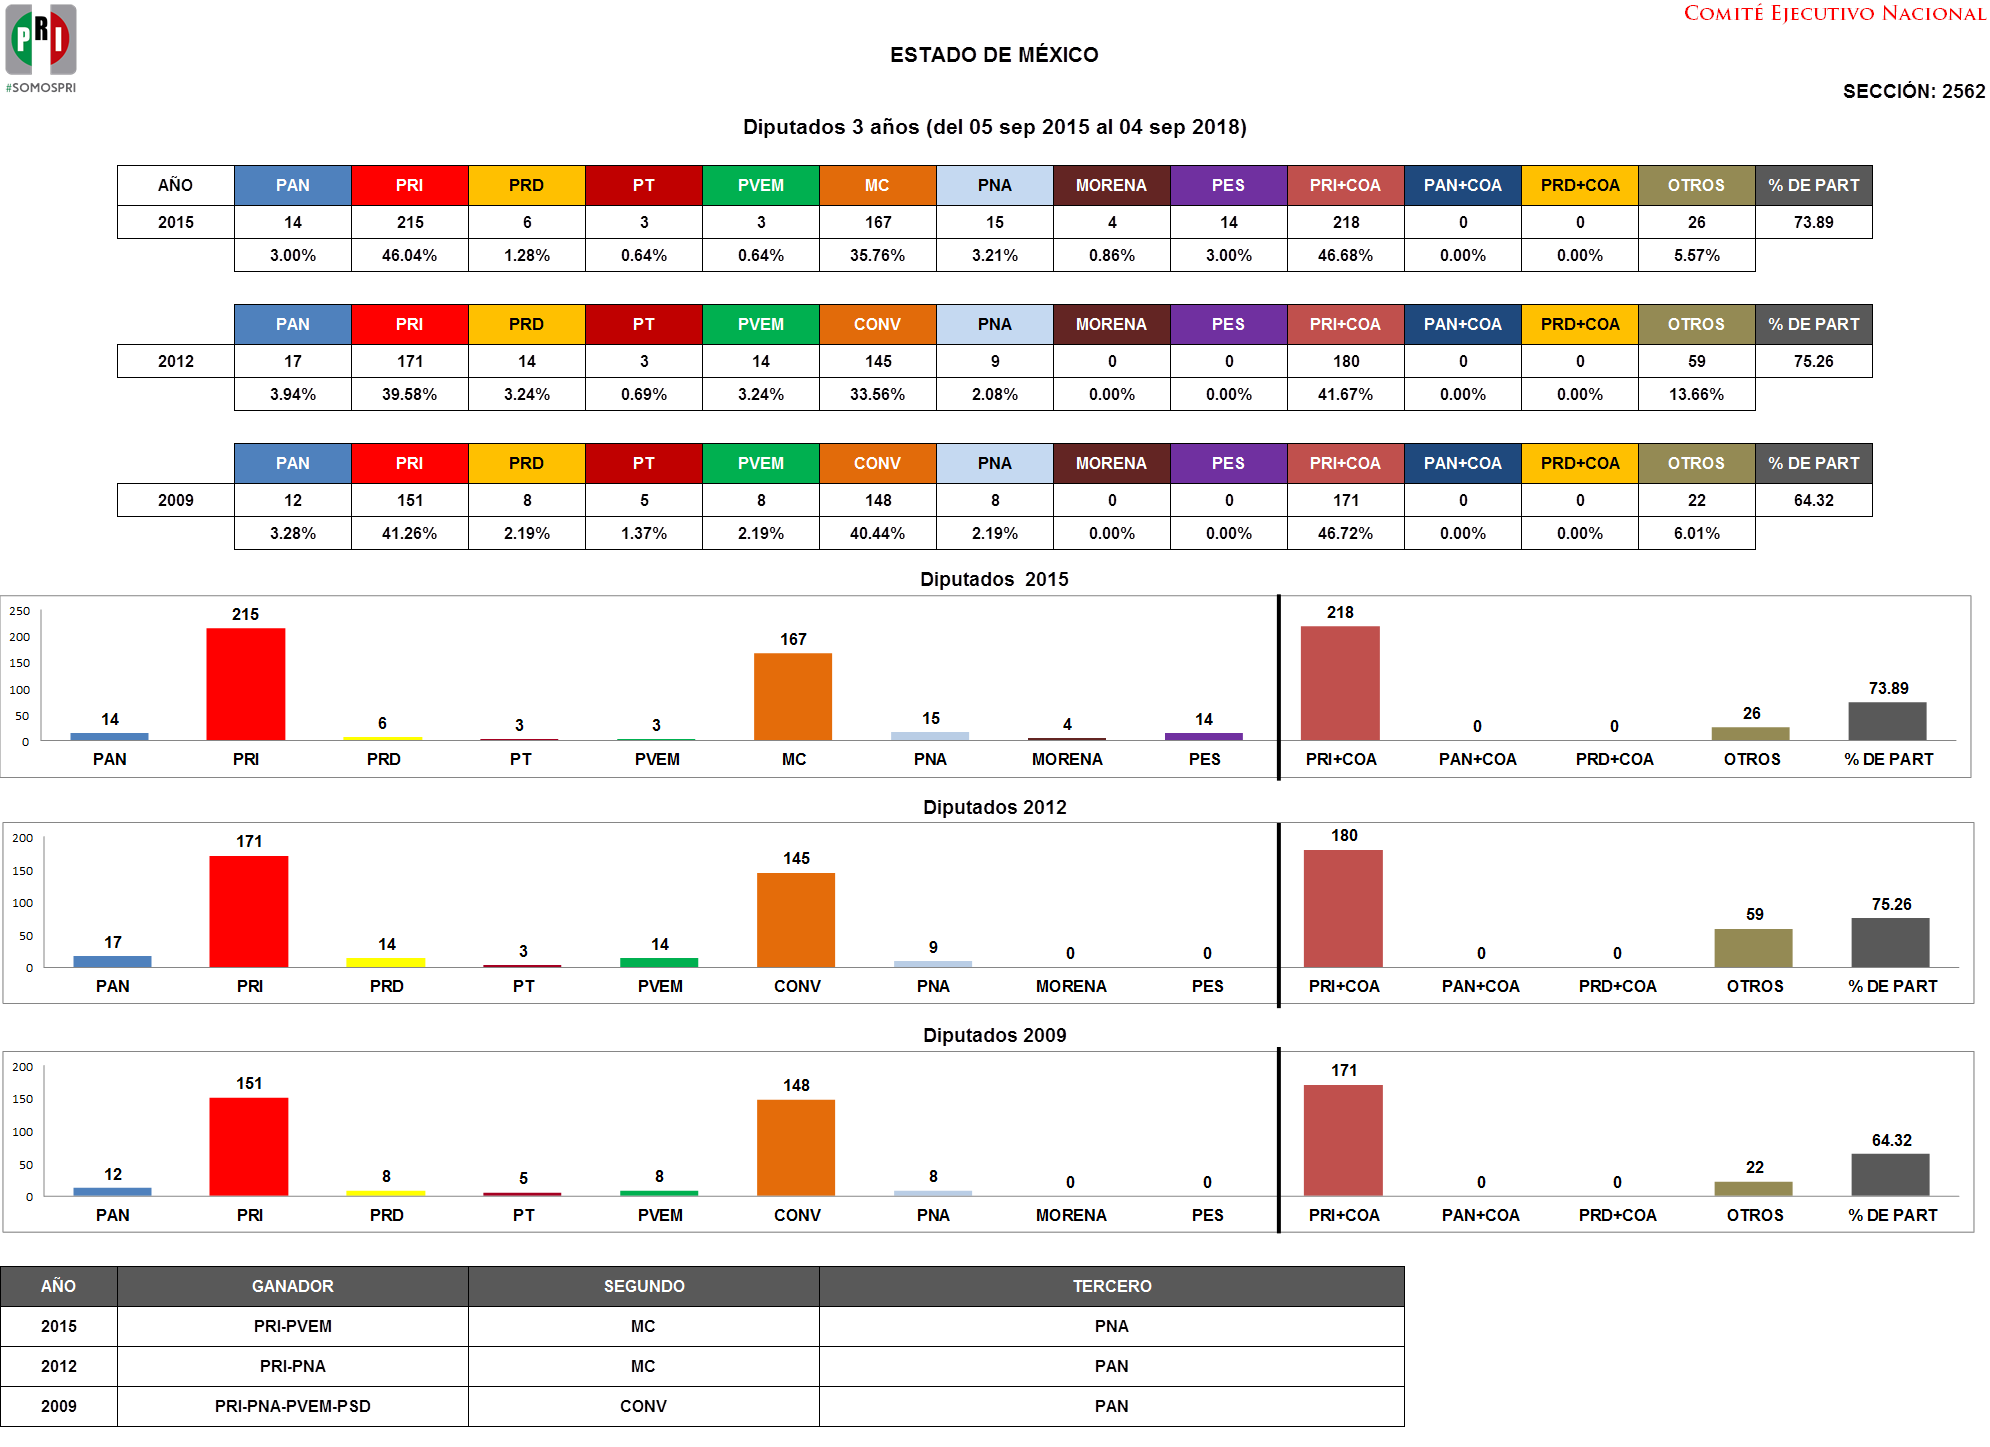 PRI
#SOMOSPRI
COMITÉ EJECUTIVO NACIONAL
ESTADO DE MÉXICO
SECCIÓN: 2562
Diputados 3 años (del 05 sep 2015 al 04 sep 2018)
AÑO PAN PRI PRD PT PVEM MC PNA MORENA PES PRI+COA PAN+COA PRD+COA OTROS % DE PART
2015 14 215 6 3 3 167 15 4 14 218 0 0 26 73.89
3.00% 46.04% 1.28% 0.64% 0.64% 35.76% 3.21% 0.86% 3.00% 46.68% 0.00% 0.00% 5.57%
PAN PRI PRD PT PVEM CONV PNA MORENA PES PRI+COA PAN+COA PRD+COA OTROS % DE PART
2012 17 171 14 3 14 145 9 0 0 180 0 0 59 75.26
3.94% 39.58% 3.24% 0.69% 3.24% 33.56% 2.08% 0.00% 0.00% 41.67% 0.00% 0.00% 13.66%
PAN PRI PRD PT PVEM CONV PNA MORENA PES PRI+COA PAN+COA PRD+COA OTROS % DE PART
2009 12 151 8 5 8 148 8 0 0 171 0 0 22 64.32
3.28% 41.26% 2.19% 1.37% 2.19% 40.44% 2.19% 0.00% 0.00% 46.72% 0.00% 0.00% 6.01%
Diputados 2015
250
200
150
100
50
0
14 215 6 3 3 167 15 4 14 218 0 0 26 73.89
PAN PRI PRD PT PVEM MC PNA MORENA PES PRI+COA PAN+COA PRD+COA OTROS % DE PART
Diputados 2012
200
150
100
50
0
17 171 14 3 14 145 9 0 0 180 0 0 59 75.26
PAN PRI PRD PT PVEM CONV PNA MORENA PES PRI+COA PAN+COA PRD+COA OTROS % DE PART
Diputados 2009
200
150
100
50
0
12 151 8 5 8 148 8 0 0 171 0 0 22 64.32
PAN PRI PRD PT PVEM CONV PNA MORENA PES PRI+COA PAN+COA PRD+COA OTROS % DE PART
AÑO GANADOR SEGUNDO TERCERO
2015 PRI-PVEM MC PNA
2012 PRI-PNA MC PAN
2009 PRI-PNA-PVEM-PSD CONV PAN